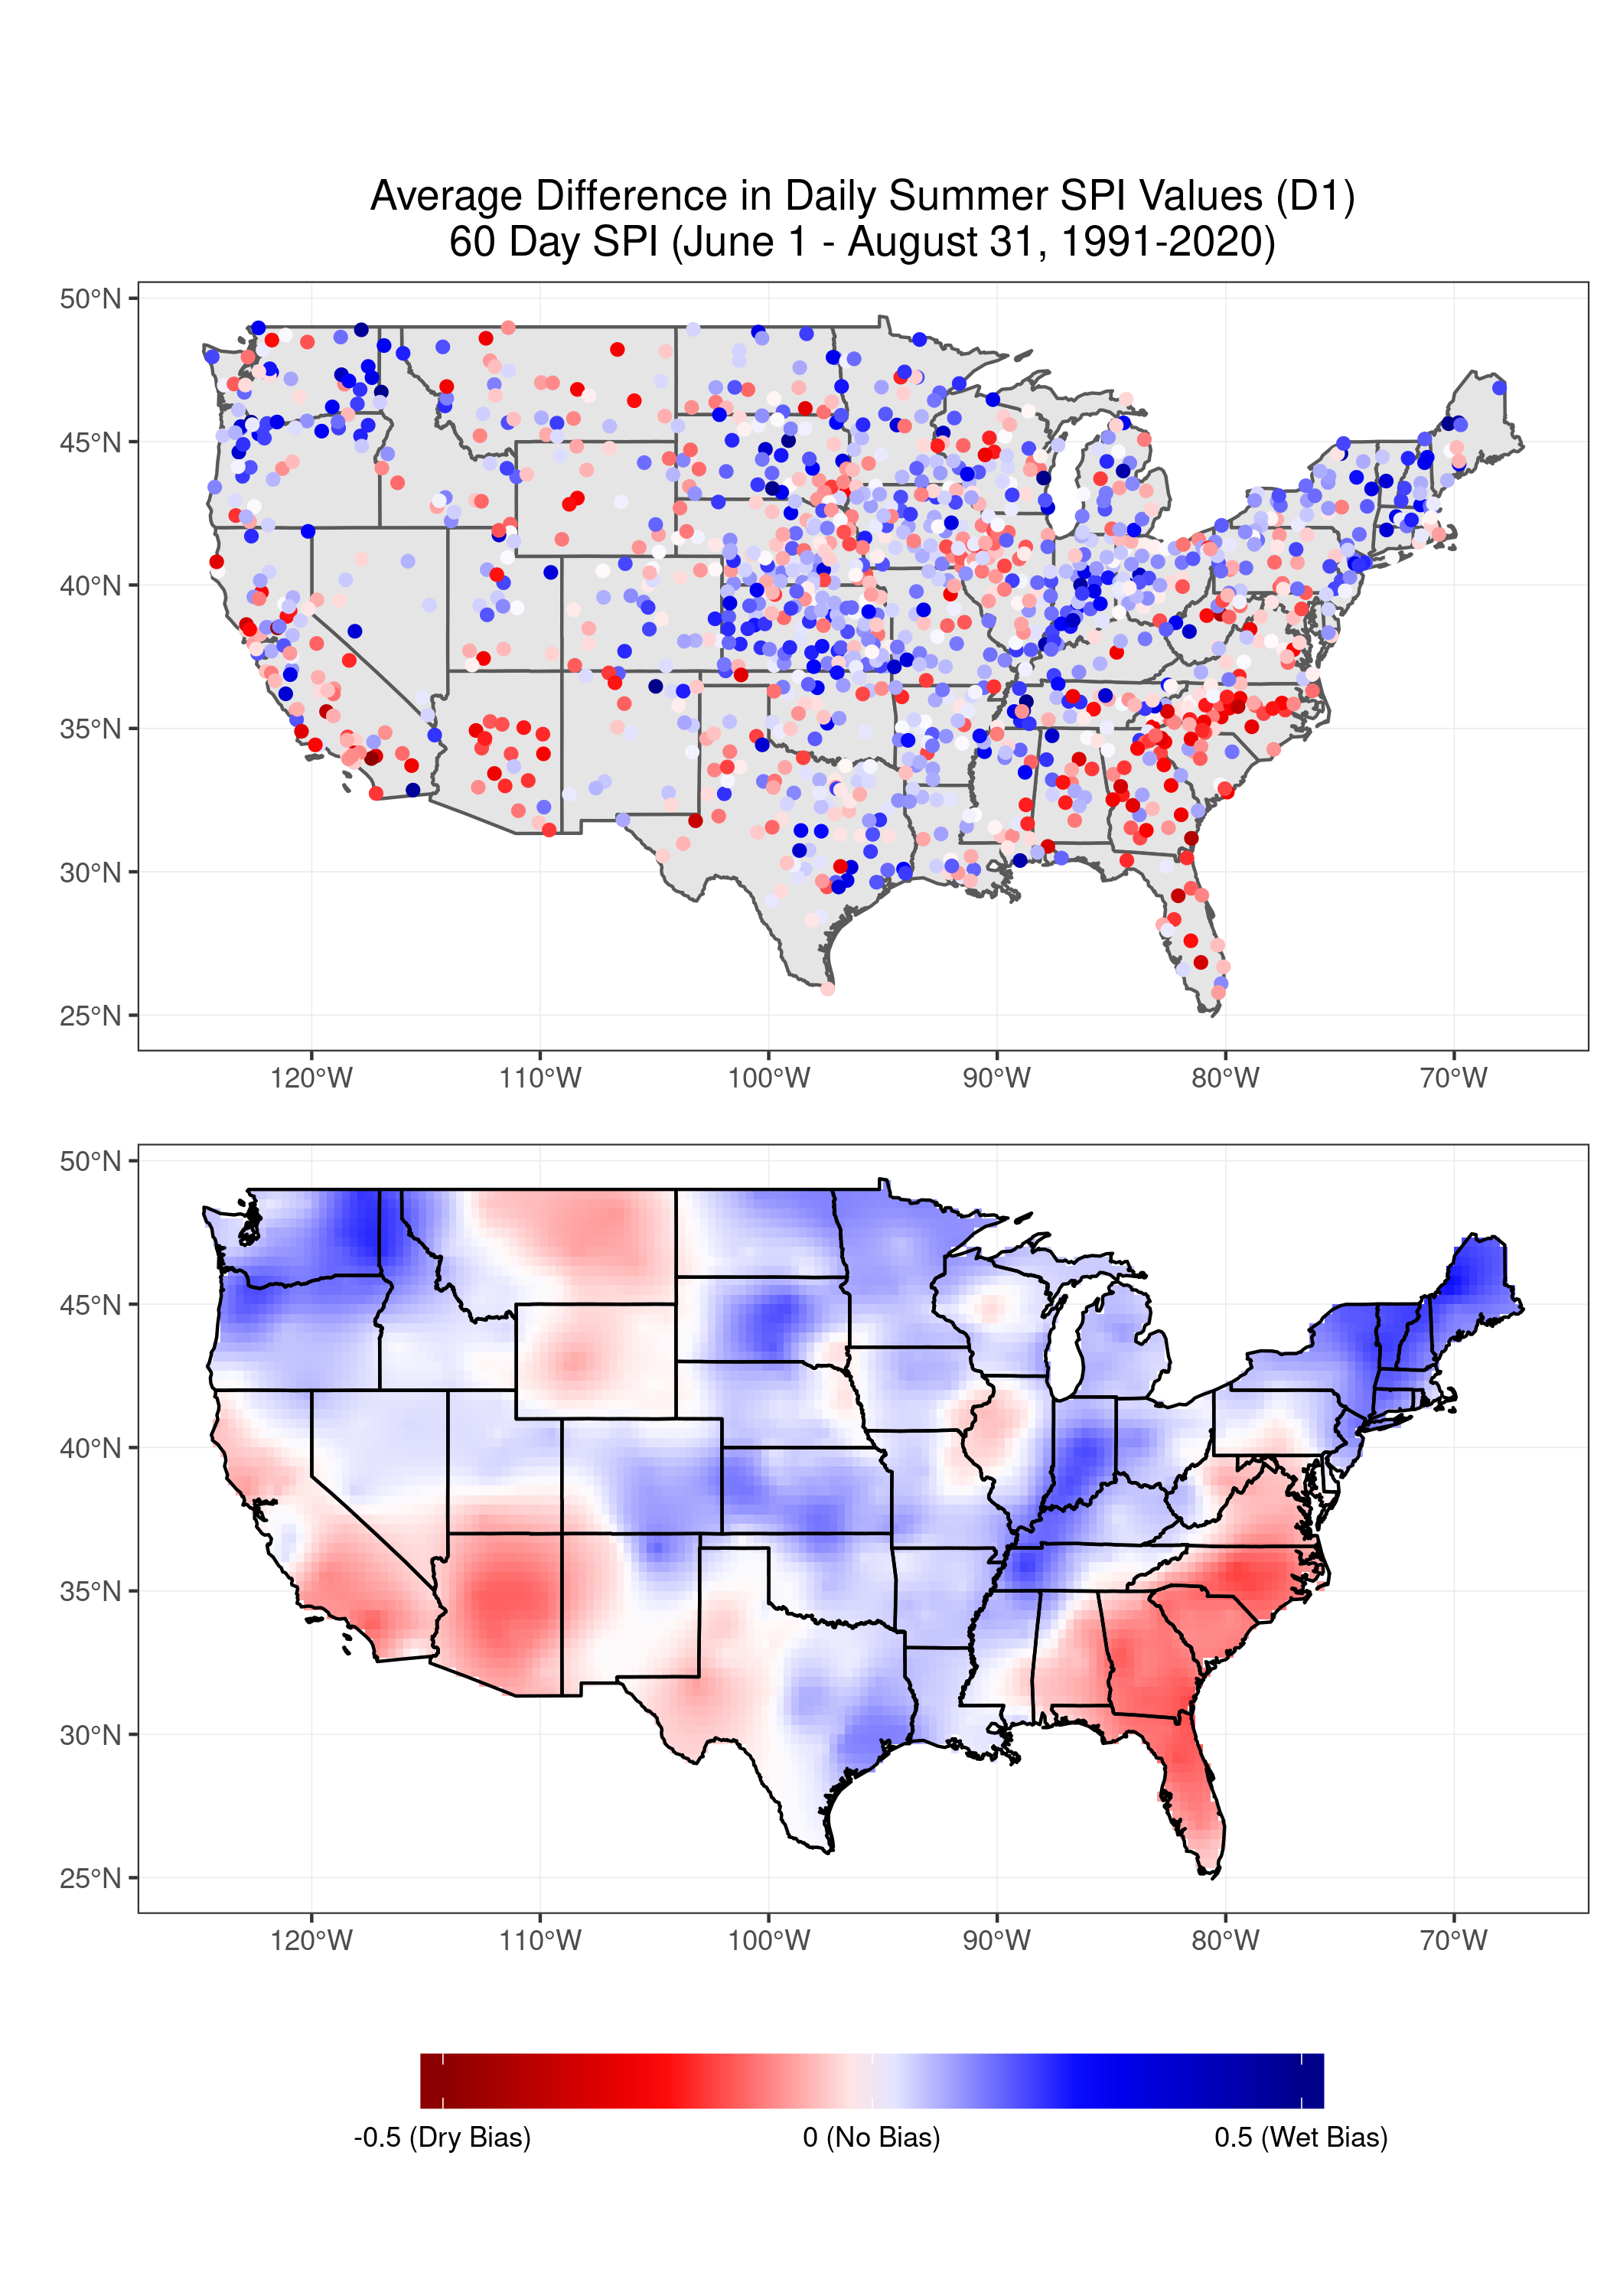 Average Difference in Daily Summer SPI Values (D1)
60 Day SPI (June 1 - August 31, 1991-2020)
50°N
45°N
40°N
35°N
30°N
25°N
120°W 110°W 100°W 90°W 80°W 70°W
50°N
45°N
40°N
35°N
30°N
25°N
120°W 110°W 100°W 90°W 80°W 70°W
-0.5 (Dry Bias) 0 (No Bias) 0.5 (Wet Bias)